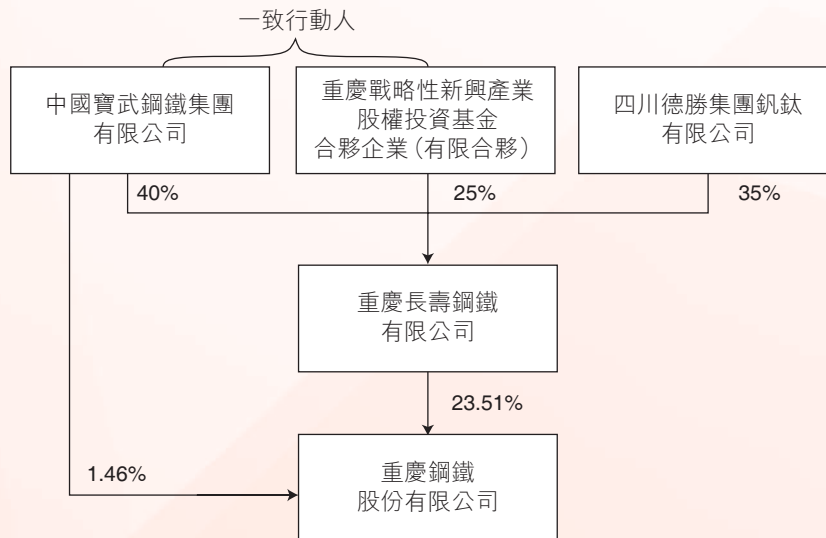 一致行動人
中國寶武鋼鐵集團
有限公司
重慶戰略性新興產業
股權投資基金
合夥企業（有限合夥）
四川德勝集團釩鈦
有限公司
40%
25%
35%
重慶長壽鋼鐵
有限公司
23.51%
1.46%
重慶鋼鐵
股份有限公司